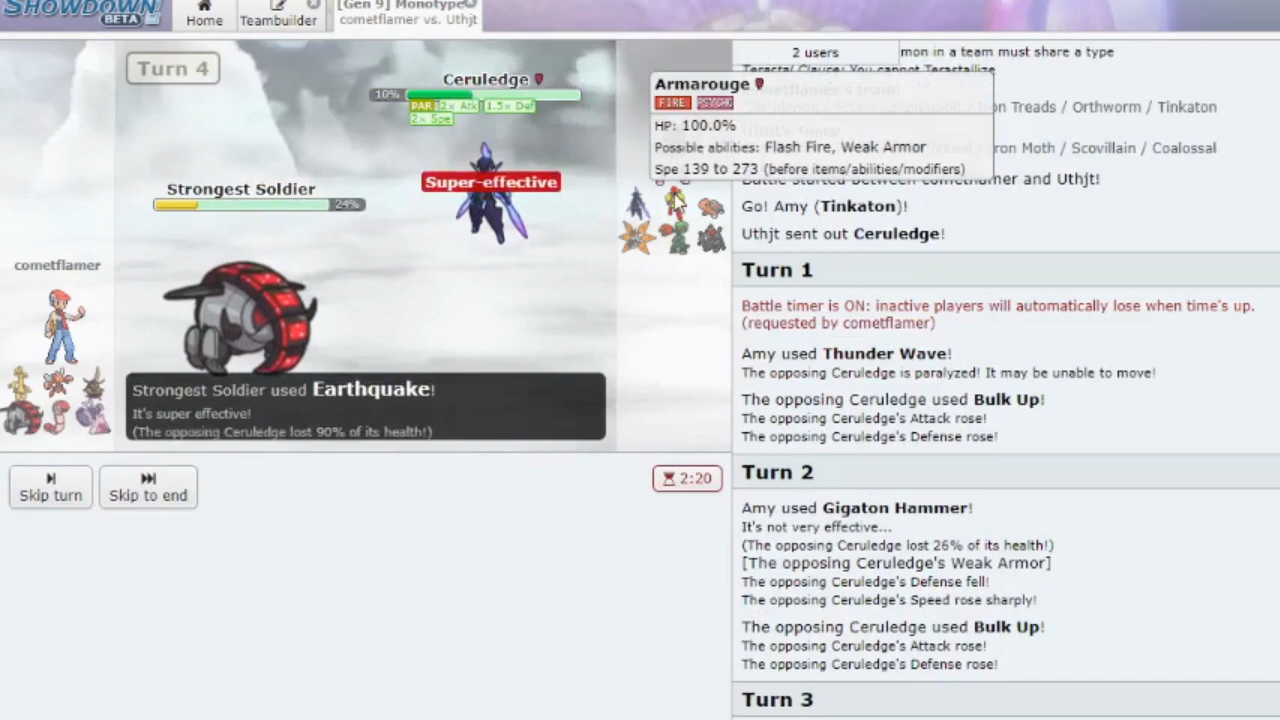 SHOWDOWN
BETA
Home
Teambuilder
[Gen 9] Monotype
cometflamer vs. Uthjt
Turn 4
Ceruledge
10%
PAR 2× Atk 1.5× Def
2× Spe
Super-effective
Strongest Soldier
24%
cometflamer
Strongest Soldier used Earthquake!
It's super effective!
(The opposing Ceruledge lost 90% of its health!)
Skip turn
Skip to end
2:20
Armarouge
FIRE PSYCHC
HP: 100.0%
Possible abilities: Flash Fire, Weak Armor
Spe 139 to 273 (before items/abilities/modifiers)
2 users
mon in a team must share a type
Terastal Clause: You cannot Terastallize
Treads / Orthworm / Tinkaton
Moth / Scovillain / Coalossal
Battle started between cometflamer and Uthjt!
Go! Amy (Tinkaton)!
Uthjt sent out Ceruledge!
Turn 1
Battle timer is ON: inactive players will automatically lose when time's up.
(requested by cometflamer)
Amy used Thunder Wave!
The opposing Ceruledge is paralyzed! It may be unable to move!
The opposing Ceruledge used Bulk Up!
The opposing Ceruledge's Attack rose!
The opposing Ceruledge's Defense rose!
Turn 2
Amy used Gigaton Hammer!
It's not very effective...
(The opposing Ceruledge lost 26% of its health!)
[The opposing Ceruledge's Weak Armor]
The opposing Ceruledge's Defense fell!
The opposing Ceruledge's Speed rose sharply!
The opposing Ceruledge used Bulk Up!
The opposing Ceruledge's Attack rose!
The opposing Ceruledge's Defense rose!
Turn 3